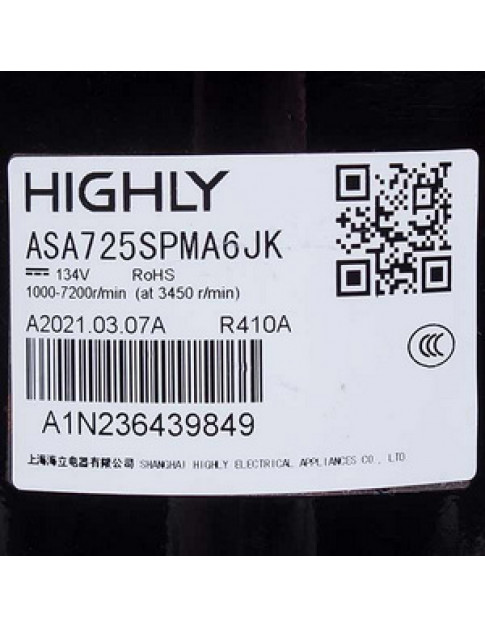 HIGHLY
ASA725SPMA6JK
134V RoHS
1000-7200r/min (at 3450 r/min)
A2021.03.07A R410A
A1N236439849
上海海立电器有限公司 SHANGHAI HIGHLY ELECTRICAL APPLIANCES CO., LTD
CCC